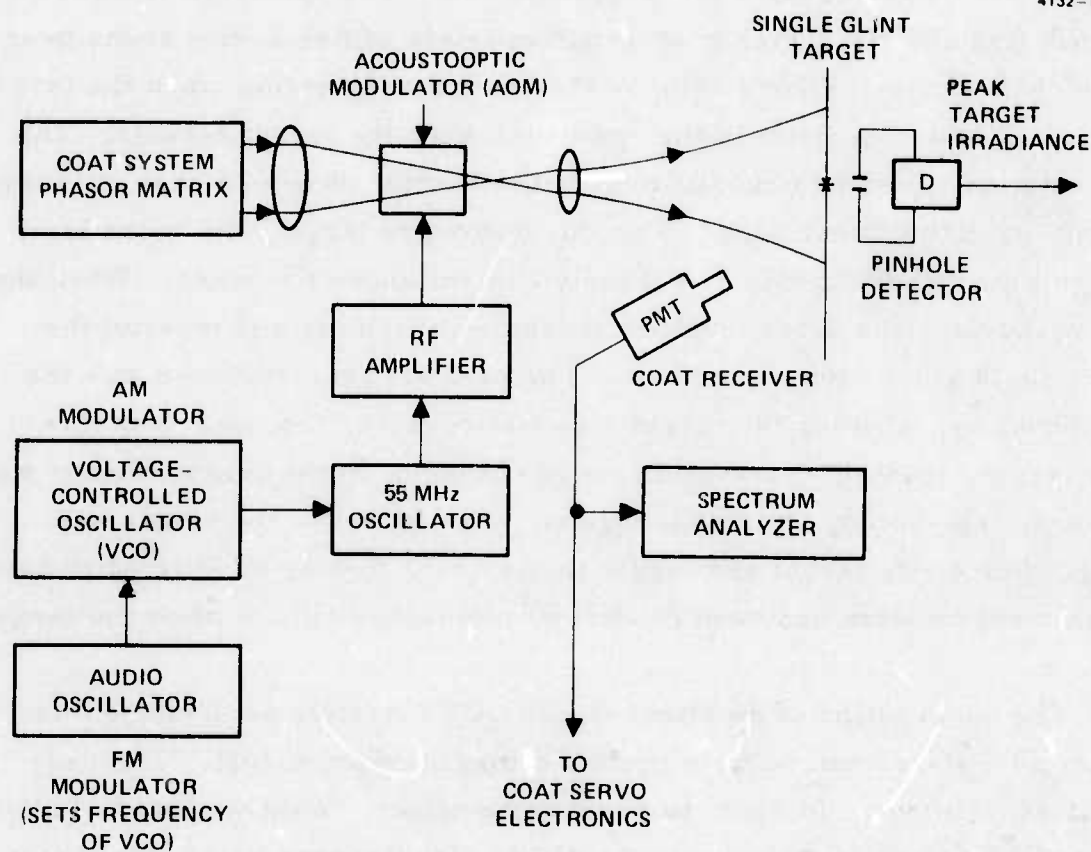 4132-
SINGLE GLINT
TARGET
ACOUSTOOPTIC
MODULATOR (AOM)
PEAK
TARGET
IRRADIANCE
COAT SYSTEM
PHASOR MATRIX
D
PINHOLE
DETECTOR
PMT
COAT RECEIVER
RF
AMPLIFIER
AM
MODULATOR
VOLTAGE-
CONTROLLED
OSCILLATOR
(VCO)
55 MHz
OSCILLATOR
SPECTRUM
ANALYZER
AUDIO
OSCILLATOR
FM
MODULATOR
(SETS FREQUENCY
OF VCO)
TO
COAT SERVO
ELECTRONICS